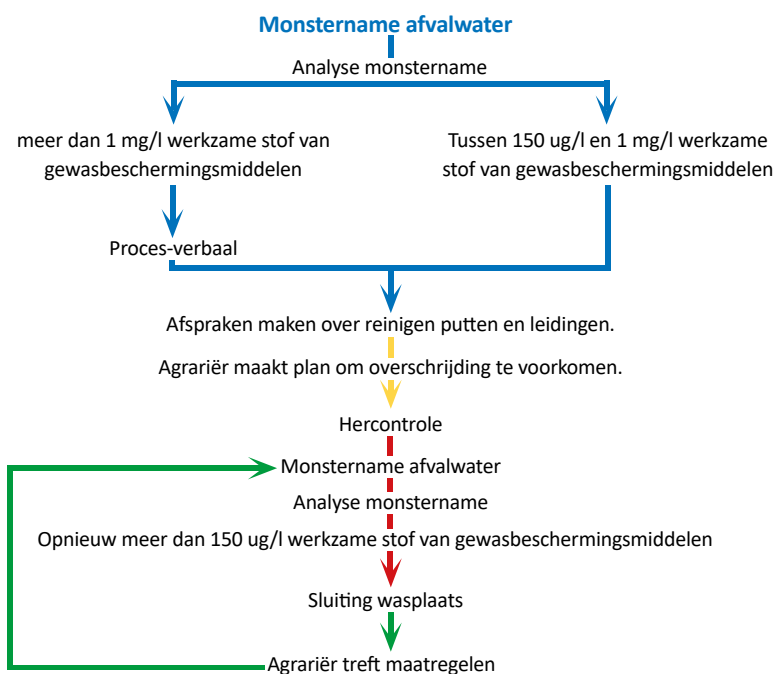 Monstername afvalwater
Analyse monstername
meer dan 1 mg/l werkzame stof van
gewasbeschermingsmiddelen
Tussen 150 ug/l en 1 mg/l werkzame
stof van gewasbeschermingsmiddelen
Proces-verbaal
Afspraken maken over reinigen putten en leidingen.
Agrariër maakt plan om overschrijding te voorkomen.
Hercontrole
Monstername afvalwater
Analyse monstername
Opnieuw meer dan 150 ug/l werkzame stof van gewasbeschermingsmiddelen
Sluiting wasplaats
Agrariër treft maatregelen